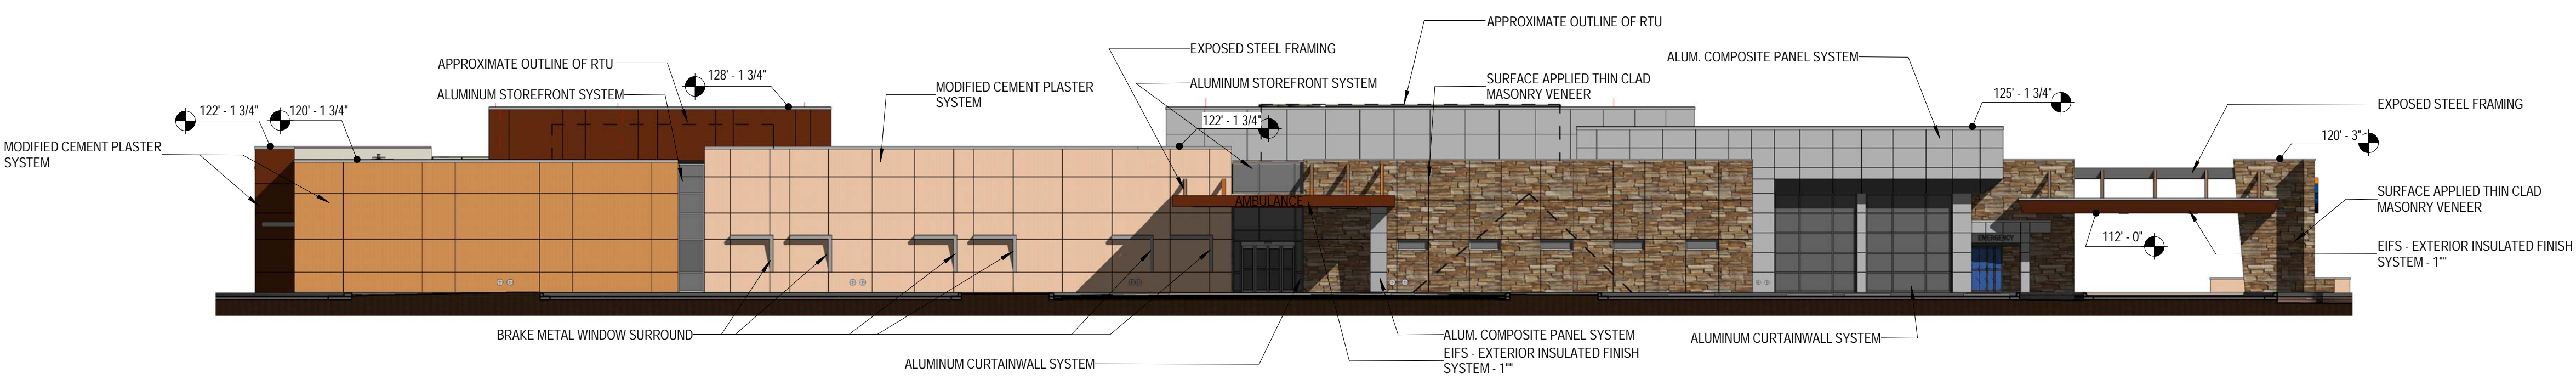 APPROXIMATE OUTLINE OF RTU
EXPOSED STEEL FRAMING
ALUM. COMPOSITE PANEL SYSTEM
APPROXIMATE OUTLINE OF RTU
128' - 1 3/4"
ALUMINUM STOREFRONT SYSTEM
SURFACE APPLIED THIN CLAD
MASONRY VENEER
MODIFIED CEMENT PLASTER
SYSTEM
ALUMINUM STOREFRONT SYSTEM
125' - 1 3/4"
EXPOSED STEEL FRAMING
122' - 1 3/4"
120' - 1 3/4"
122' - 1 3/4"
120' - 3"
MODIFIED CEMENT PLASTER
SYSTEM
SURFACE APPLIED THIN CLAD
MASONRY VENEER
AMBULANCE
EMERGENCY
112' - 0"
EIFS - EXTERIOR INSULATED FINISH
SYSTEM - 1""
BRAKE METAL WINDOW SURROUND
ALUM. COMPOSITE PANEL SYSTEM
ALUMINUM CURTAINWALL SYSTEM
EIFS - EXTERIOR INSULATED FINISH
SYSTEM - 1""
ALUMINUM CURTAINWALL SYSTEM